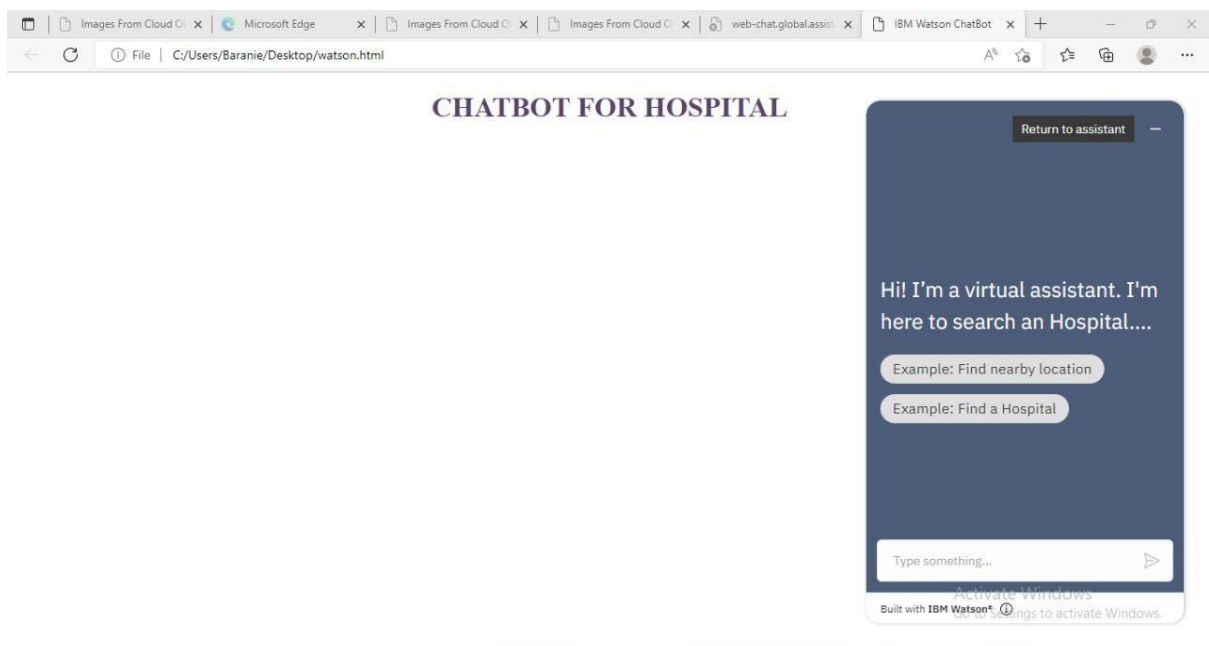 Images From Cloud
Microsoft Edge
Images From Cloud
Images From Cloud
web-chat.global.assist
IBM Watson ChatBot
File | C:/Users/Baranie/Desktop/watson.html
CHATBOT FOR HOSPITAL
Return to assistant
Hi! I’m a virtual assistant. I'm
here to search an Hospital....
Example: Find nearby location
Example: Find a Hospital
Type something...
Activate Windows
Built with IBM Watson®
Go to Settings to activate Windows.